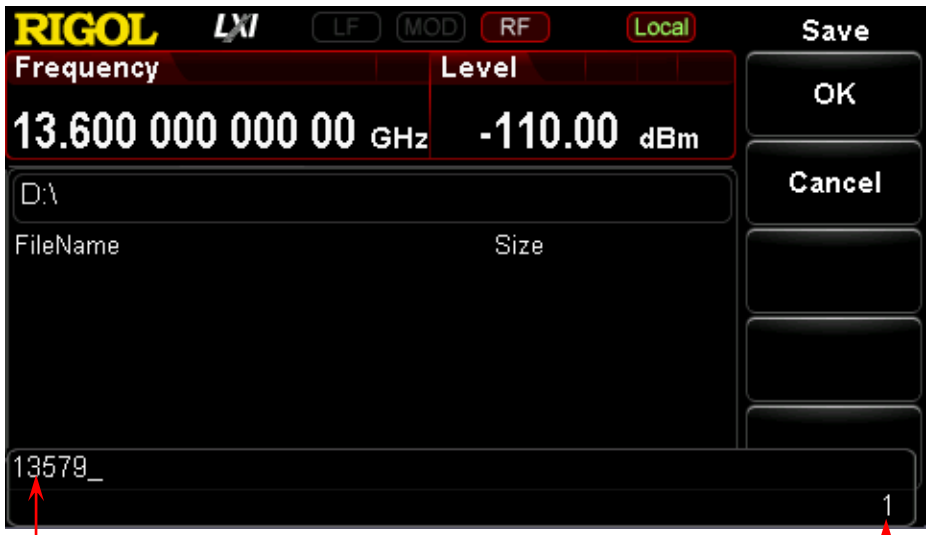 RIGOL LXI LF MOD RF Local Save
Frequency Level
OK
13.600 000 000 00 GHz -110.00 dBm
Cancel
D:\
FileName Size
13579_
1